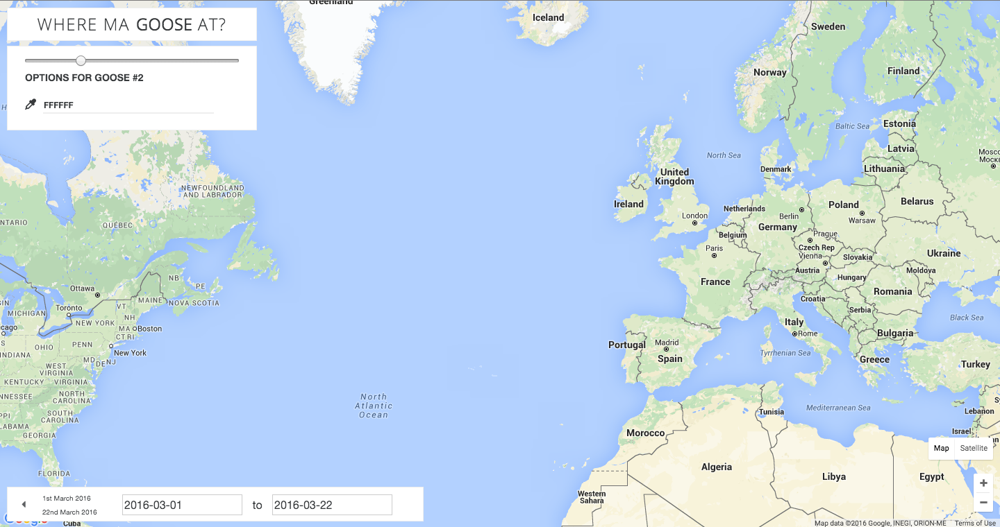 Greenland
Iceland
WHERE MA GOOSE AT?
OPTIONS FOR GOOSE #2
FFFFFF
Sweden
Norway
Finland
Baltic Sea
Estonia
Latvia
Lithuania
North Sea
Denmark
United
Kingdom
Ireland
London
Netherlands
Berlin
Poland
Warsaw
Belarus
Germany
Belgium
Prague
Czech Rep
Paris
Vienna
Slovakia
Ukraine
Austria
Hungary
Moldova
France
Romania
Croatia
Serbia
Italy
Black Sea
Rome
Bulgaria
Portugal
Madrid
Spain
Tyrrhenian Sea
Greece
Turkey
Mediterranean Sea
Tunisia
Lebanon
Israel
Morocco
Algeria
Libya
Egypt
Western
Sahara
NEWFOUNDLAND
AND LABRADOR
NTARIO
QUÉBEC
NB
PE
Ottawa
MAINE
NOVA SCOTIA
Toronto
VT
MICHIGAN
NEW YORK
NH
MA
Boston
cago
CT RI
OHIO
PENN
New York
INDIANA
MD
DE
NJ
WEST
VIRGINIA
KENTUCKY
VIRGINIA
NNESSEE
NORTH
CAROLINA
SOUTH
CAROLINA
LABAMA
GEORGIA
FLORIDA
Cuba
North
Atlantic
Ocean
Mosco
Моск
Map
Satellite
+
−
1st March 2016
22nd March 2016
2016-03-01
to
2016-03-22
Google
Map data ©2016 Google, INEGI, ORION-ME
Terms of Use